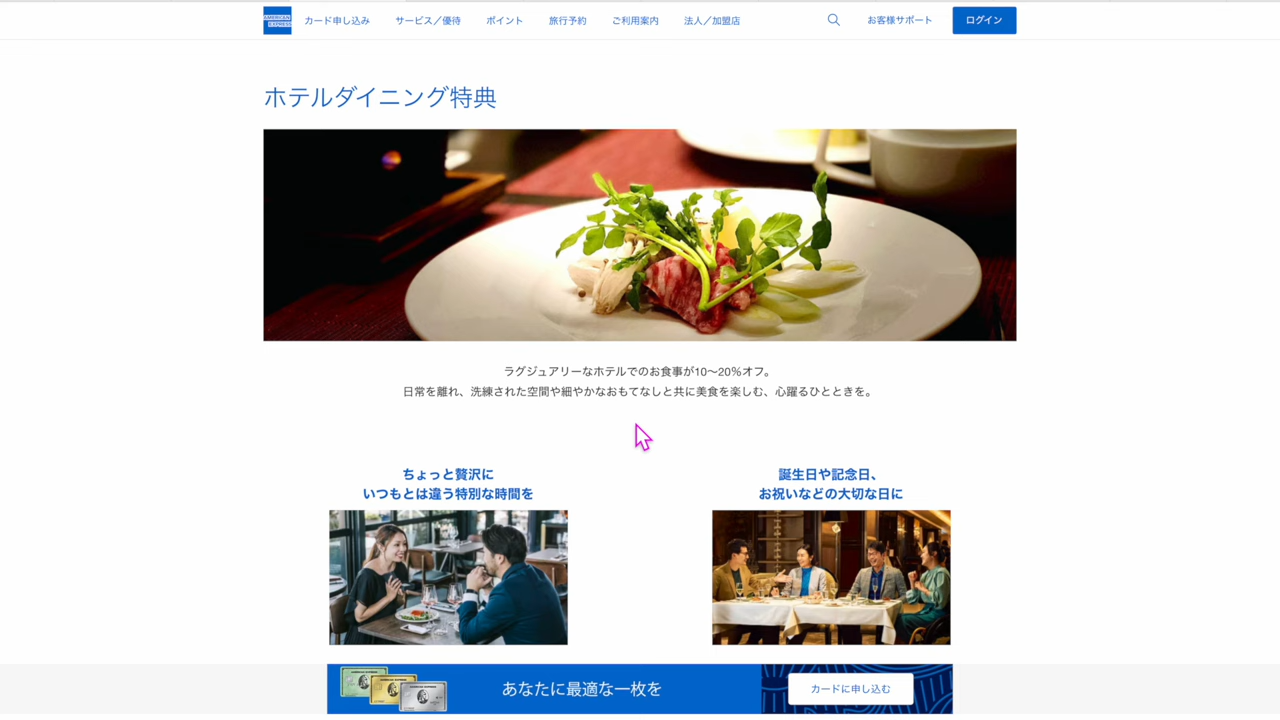 AMERICAN EXPRESS
カード申し込み サービス／優待 ポイント 旅行予約 ご利用案内 法人／加盟店 お客様サポート ログイン
ホテルダイニング特典
ラグジュアリーなホテルでのお食事が10〜20%オフ。
日常を離れ、洗練された空間や細やかなおもてなしと共に美食を楽しむ、心躍るひとときを。
ちょっと贅沢に
いつもとは違う特別な時間を
誕生日や記念日、
お祝いなどの大切な日に
あなたに最適な一枚を
カードに申し込む